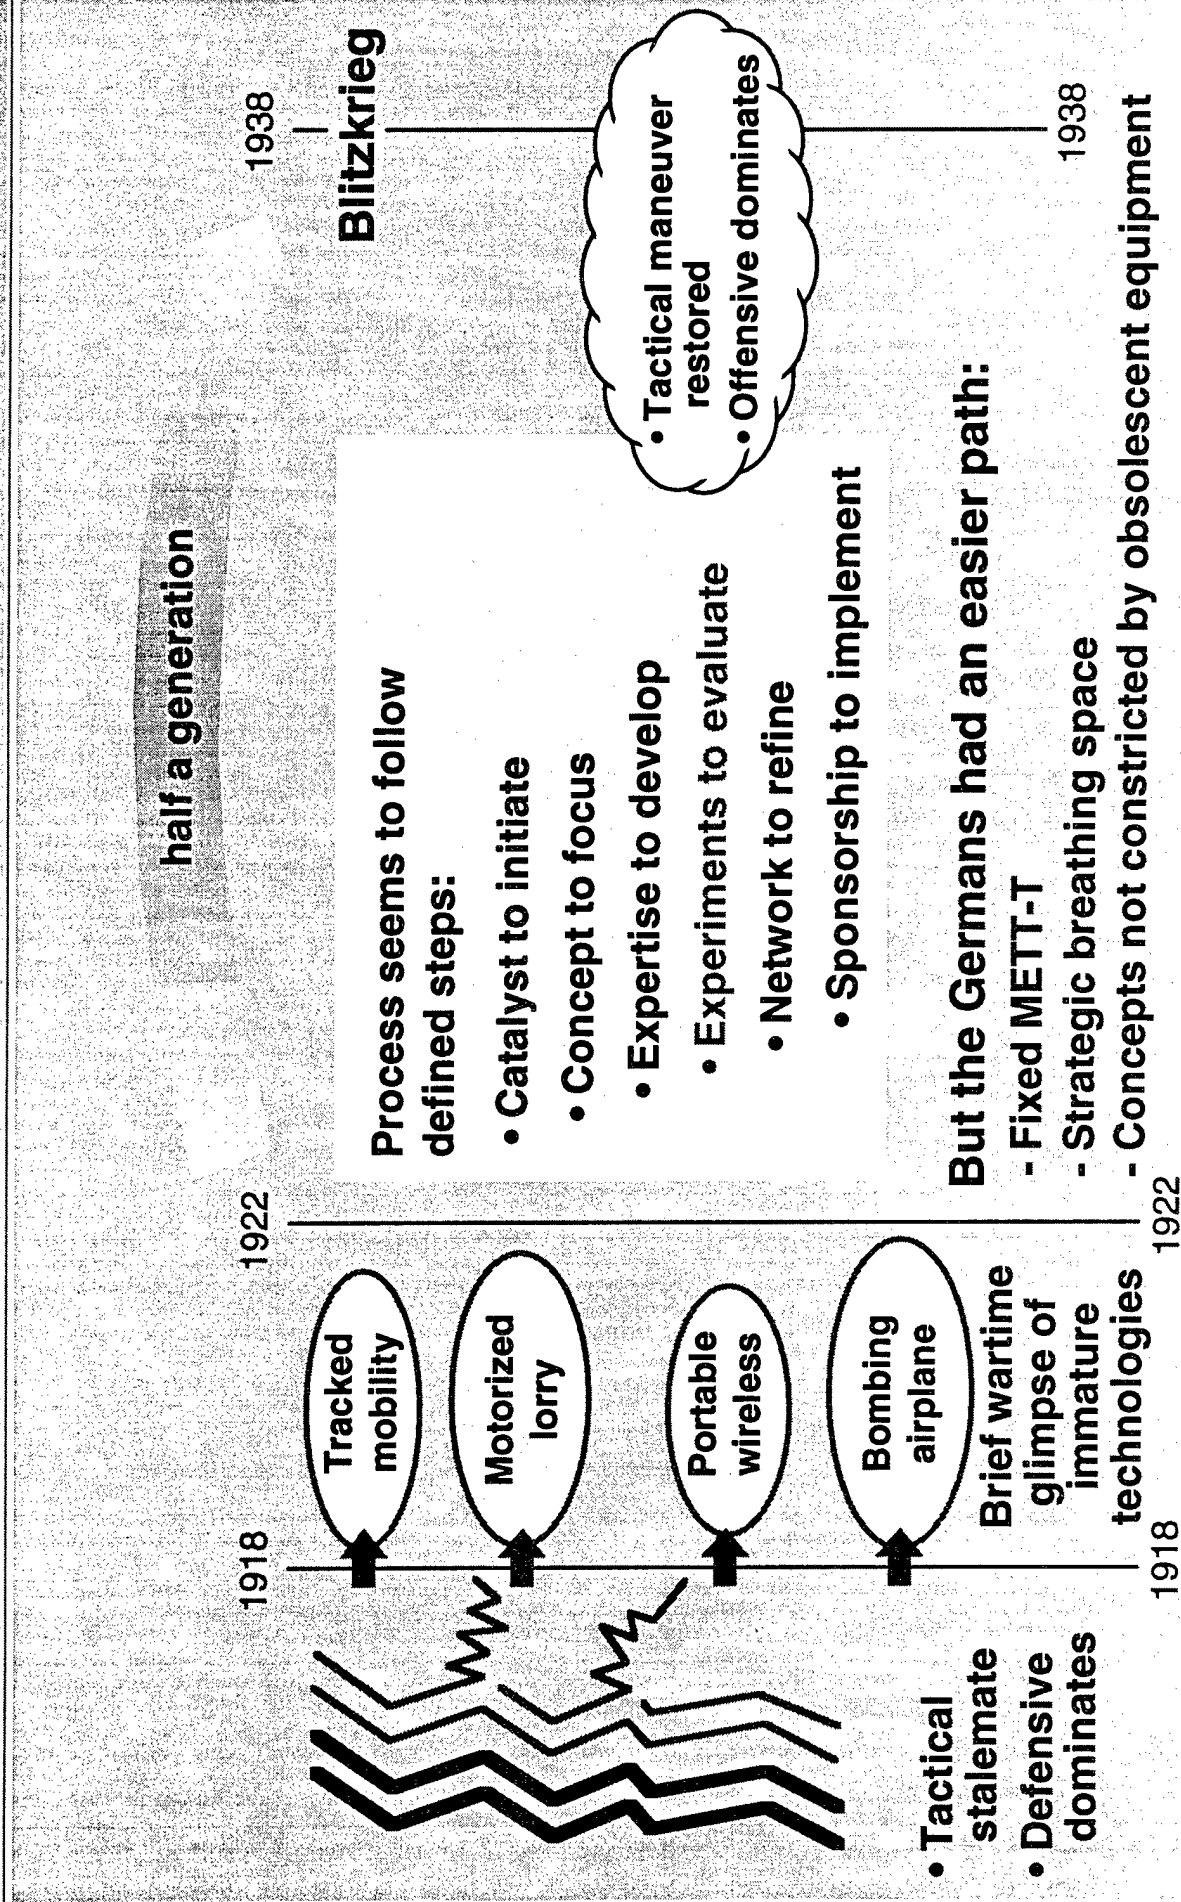 half a generation
1918
1922
1938
Blitzkrieg
Tracked
mobility
Motorized
lorry
Portable
wireless
Bombing
airplane
Process seems to follow
defined steps:
• Catalyst to initiate
• Concept to focus
• Expertise to develop
• Experiments to evaluate
• Network to refine
• Sponsorship to implement
• Tactical maneuver
restored
• Offensive dominates
• Tactical
stalemate
• Defensive
dominates
Brief wartime
glimpse of
immature
technologies
But the Germans had an easier path:
- Fixed METT-T
- Strategic breathing space
- Concepts not constricted by obsolescent equipment
1918
1922
1938